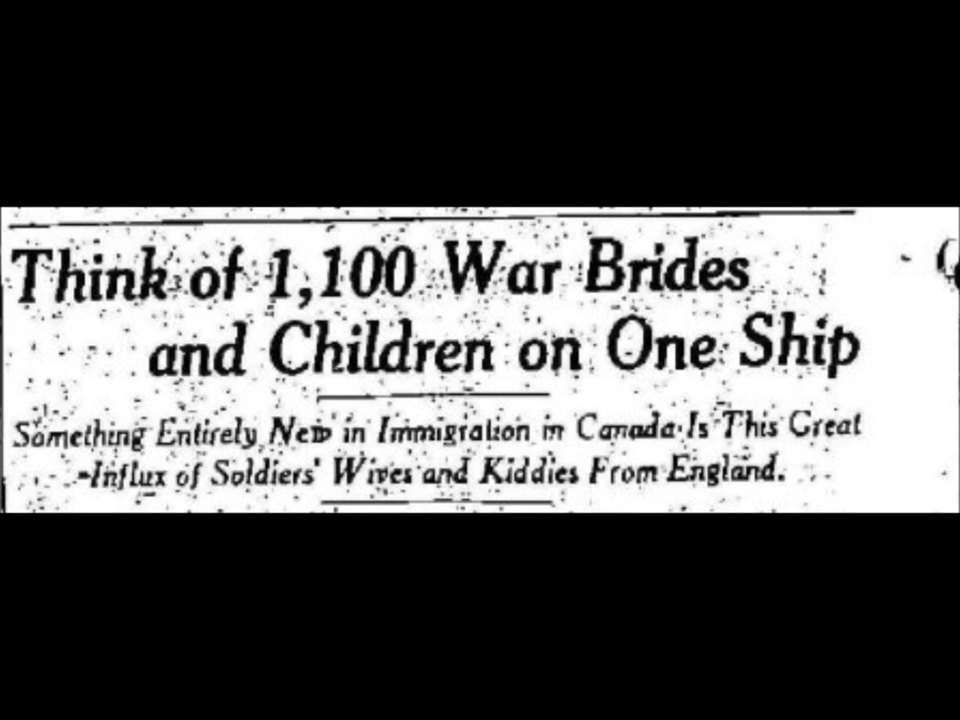 Think of 1,100 War Brides
and Children on One Ship
Something Entirely New in Immigration in Canada Is This Great
Influx of Soldiers' Wives and Kiddies From England.